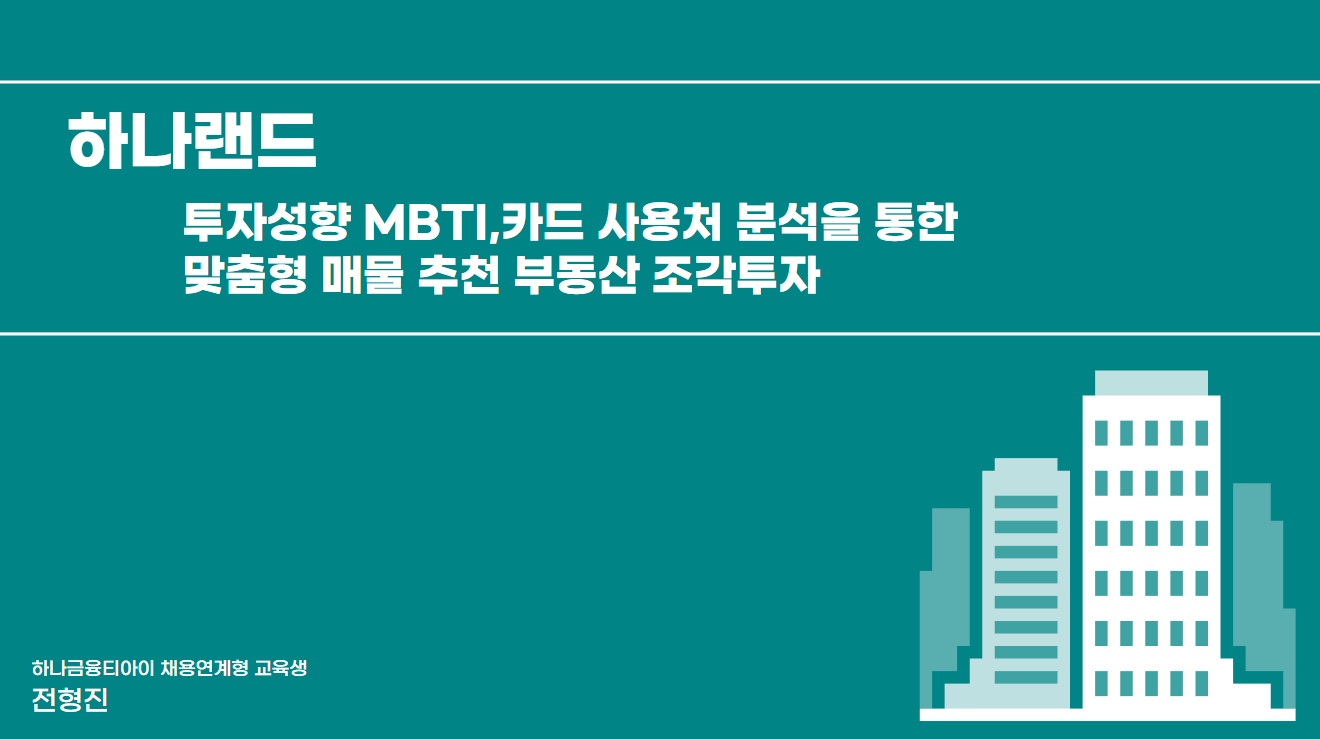 하나랜드
투자성향 MBTI,카드 사용처 분석을 통한
맞춤형 매물 추천 부동산 조각투자
하나금융티아이 채용연계형 교육생
전형진